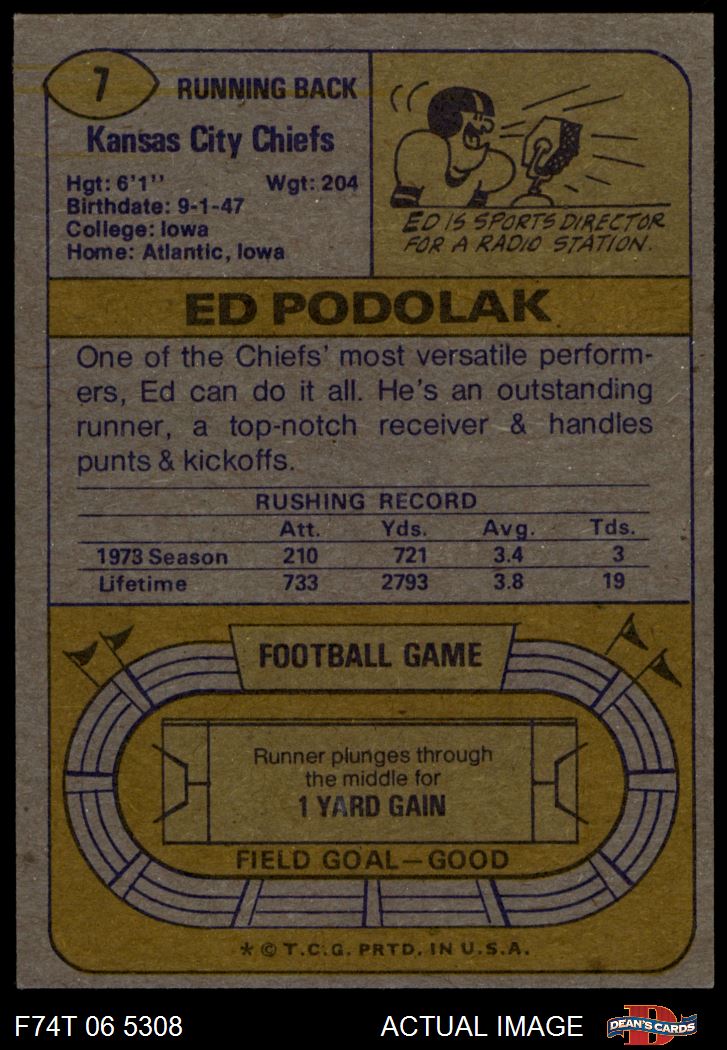 7
RUNNING BACK
Kansas City Chiefs
Hgt: 6'1" Wgt: 204
Birthdate: 9-1-47
College: Iowa
Home: Atlantic, Iowa
ED IS SPORTS DIRECTOR
FOR A RADIO STATION.
ED PODOLAK
One of the Chiefs' most versatile perform-
ers, Ed can do it all. He's an outstanding
runner, a top-notch receiver & handles
punts & kickoffs.
RUSHING RECORD
Att. Yds. Avg. Tds.
1973 Season 210 721 3.4 3
Lifetime 733 2793 3.8 19
FOOTBALL GAME
Runner plunges through
the middle for
1 YARD GAIN
FIELD GOAL—GOOD
* © T.C.G. PRTD. IN U.S.A.
F74T 06 5308 ACTUAL IMAGE
D
DEAN'S CARDS